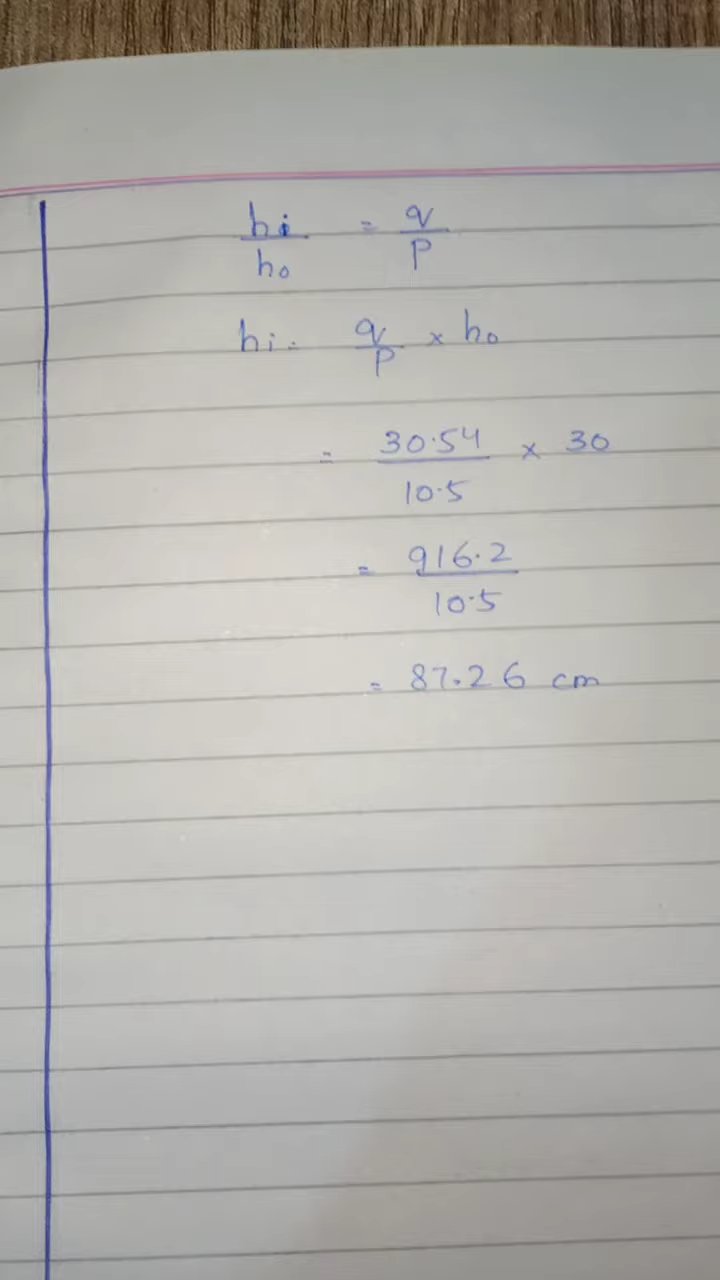 hi/ho = q/p
hi = q/p × ho
= 30.54/10.5 × 30
= 916.2/10.5
= 87.26 cm